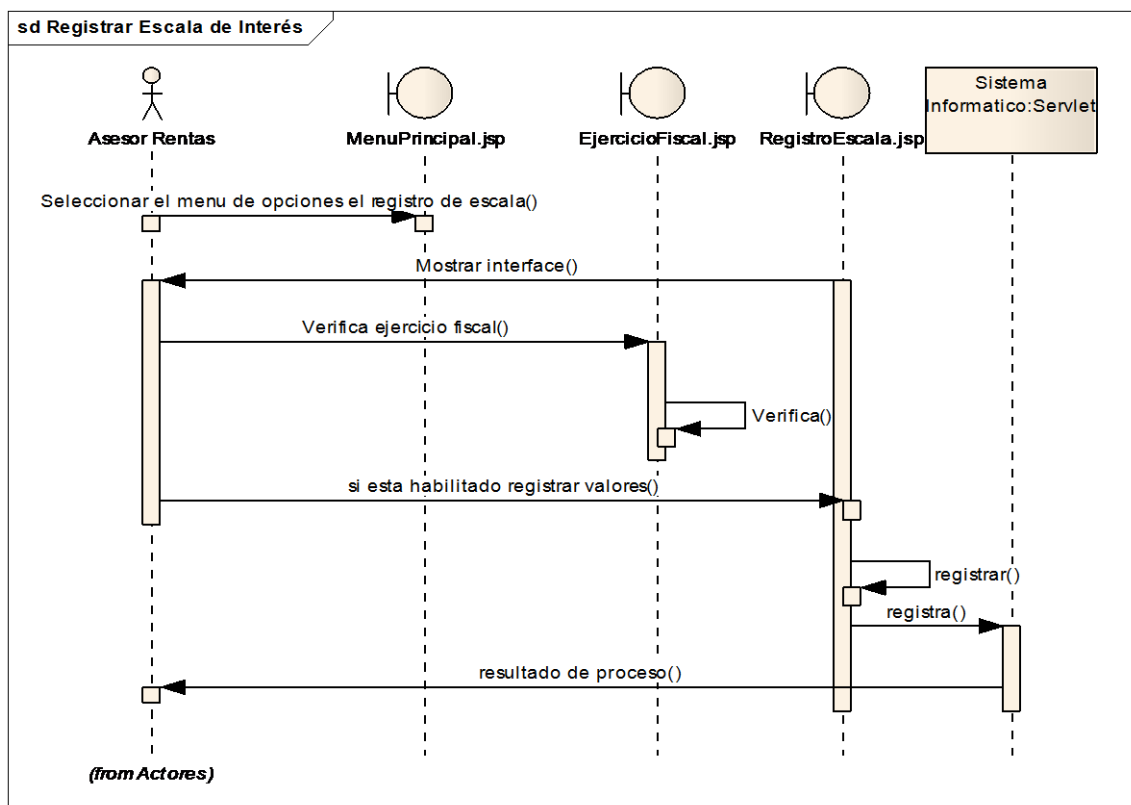 sd Registrar Escala de Interés
Asesor Rentas
MenuPrincipal.jsp
EjercicioFiscal.jsp
RegistroEscala.jsp
Sistema
Informatico:Servlet
Seleccionar el menu de opciones el registro de escala()
Mostrar interface()
Verifica ejercicio fiscal()
Verifica()
si esta habilitado registrar valores()
registrar()
registra()
resultado de proceso()
(from Actores)